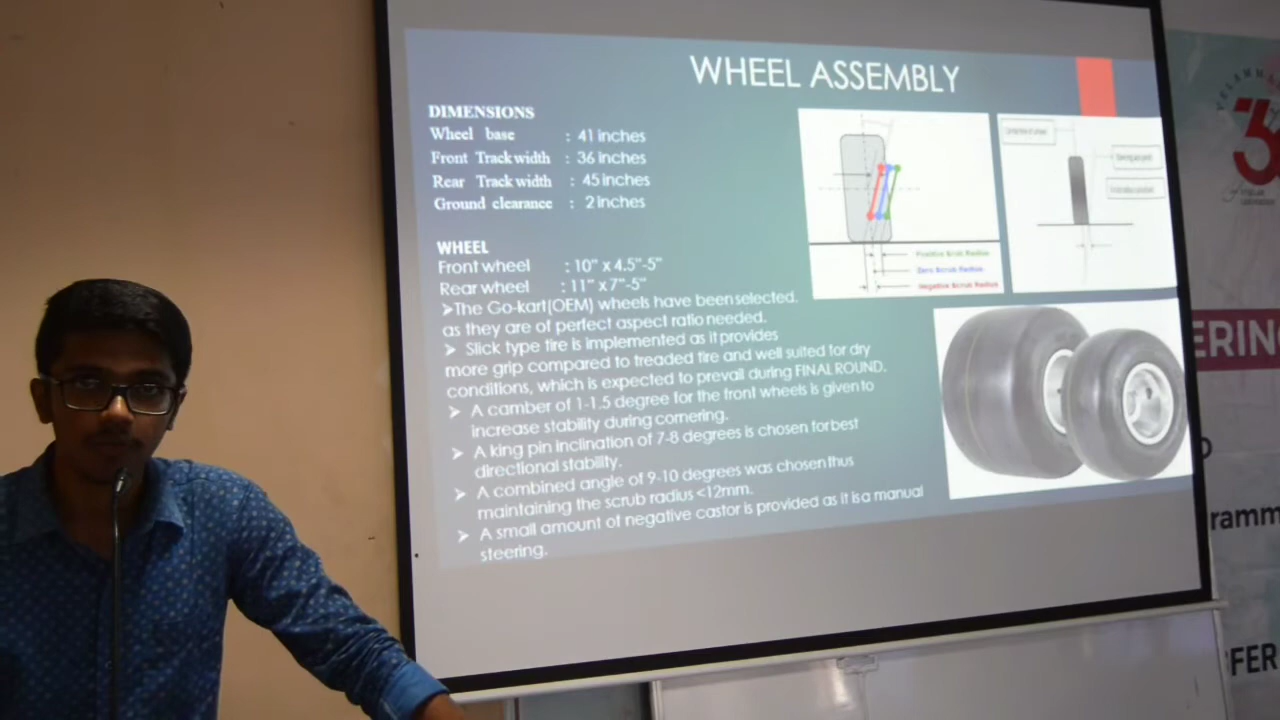 WHEEL ASSEMBLY
DIMENSIONS
Wheel base : 41 inches
Front Track width : 36 inches
Rear Track width : 45 inches
Ground clearance : 2 inches
WHEEL
Front wheel : 10" x 4.5"-5"
Rear wheel : 11" x 7"-5"
➢The Go-kart(OEM) wheels have been selected.
as they are of perfect aspect ratio needed.
➢ Slick type tire is implemented as it provides
more grip compared to treaded tire and well suited for dry
conditions, which is expected to prevail during FINAL ROUND.
➢ A camber of 1-1.5 degree for the front wheels is given to
increase stability during cornering.
➢ A king pin inclination of 7-8 degrees is chosen for best
directional stability.
➢ A combined angle of 9-10 degrees was chosen thus
maintaining the scrub radius <12mm.
➢ A small amount of negative castor is provided as it is a manual
steering.
Positive Scrub Radius
Zero Scrub Radius
Negative Scrub Radius
VELAMMAL
3
ERING
ramm
FER